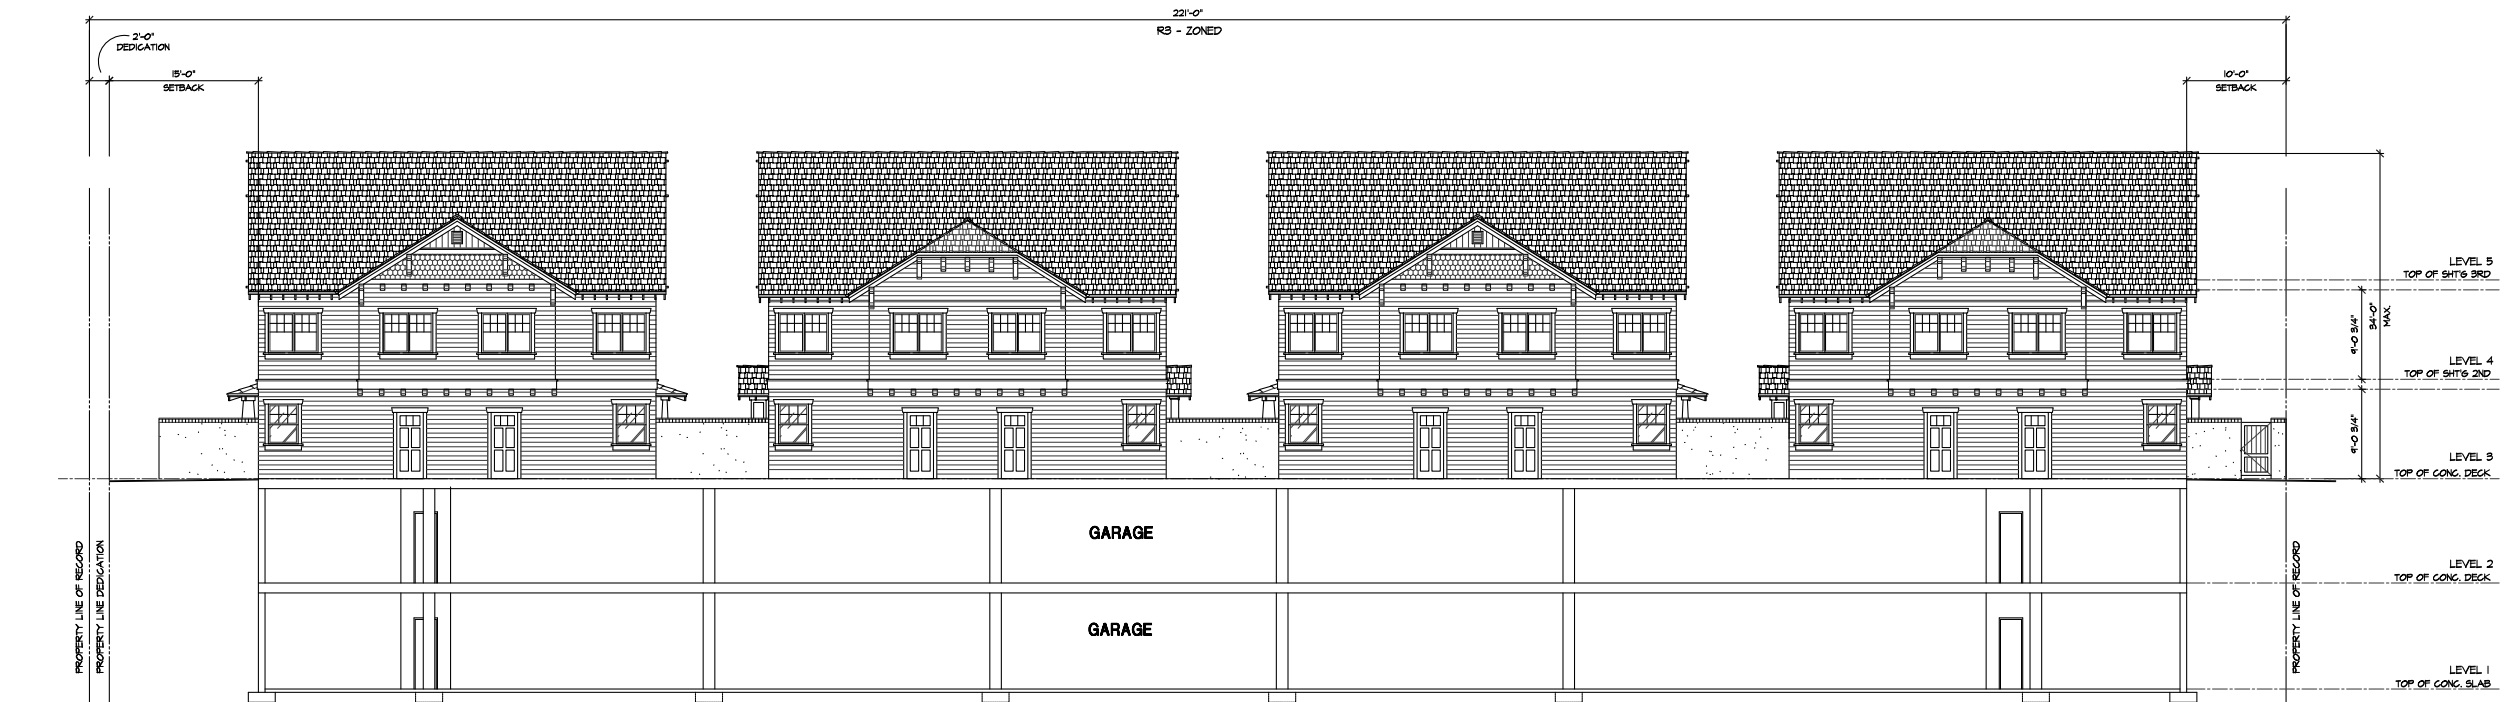 221'-0"
R3 - ZONED
2'-0"
DEDICATION
15'-0"
SETBACK
10'-0"
SETBACK
LEVEL 5
TOP OF SHT'G 3RD
9'-0 3/4"
34'-0"
MAX.
LEVEL 4
TOP OF SHT'G 2ND
9'-0 3/4"
LEVEL 3
TOP OF CONC. DECK
GARAGE
LEVEL 2
TOP OF CONC. DECK
GARAGE
PROPERTY LINE OF RECORD
PROPERTY LINE DEDICATION
PROPERTY LINE OF RECORD
LEVEL 1
TOP OF CONC. SLAB